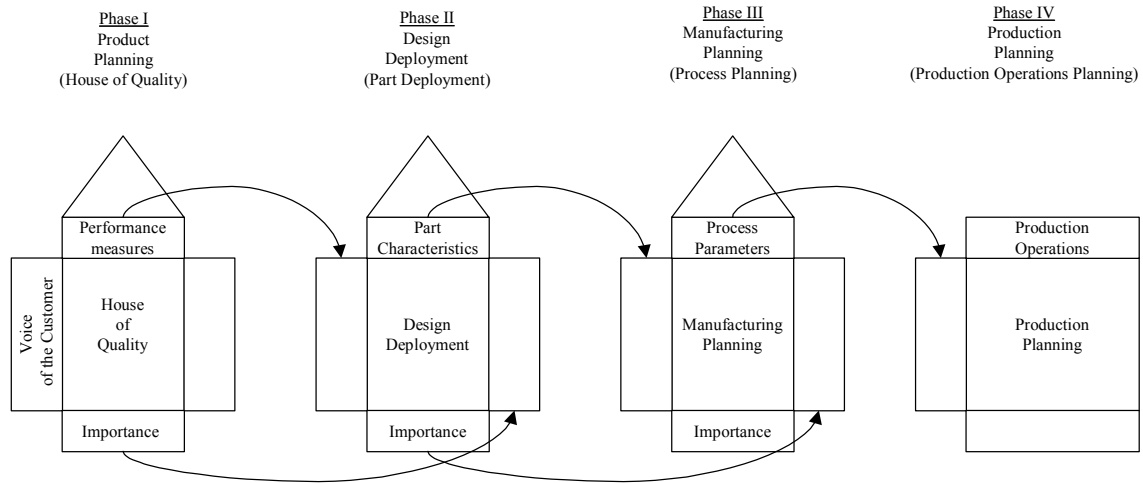 Phase I
Product
Planning
(House of Quality)
Phase II
Design
Deployment
(Part Deployment)
Phase III
Manufacturing
Planning
(Process Planning)
Phase IV
Production
Planning
(Production Operations Planning)
Performance
measures
Voice
of the Customer
House
of
Quality
Importance
Part
Characteristics
Design
Deployment
Importance
Process
Parameters
Manufacturing
Planning
Importance
Production
Operations
Production
Planning